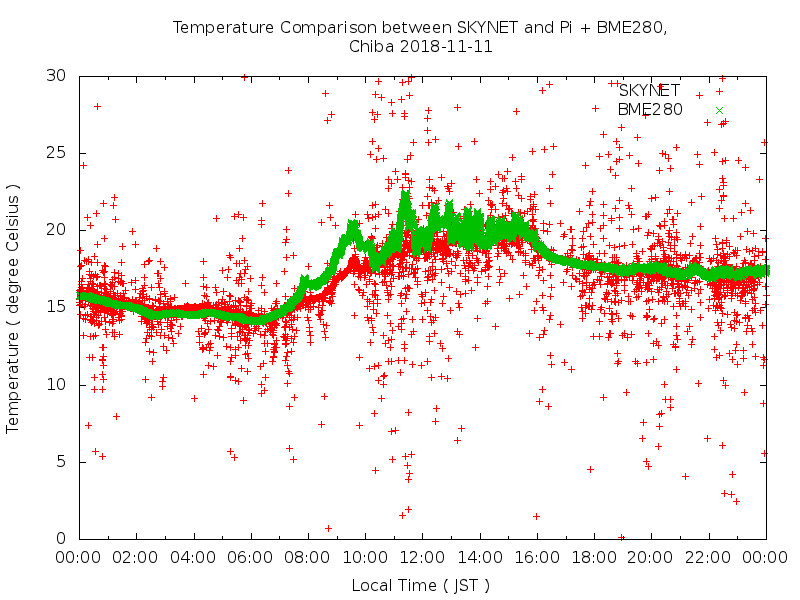 Temperature Comparison between SKYNET and Pi + BME280,
Chiba 2018-11-11
SKYNET
BME280
30
25
20
15
10
5
0
Temperature ( degree Celsius )
00:00 02:00 04:00 06:00 08:00 10:00 12:00 14:00 16:00 18:00 20:00 22:00 00:00
Local Time ( JST )